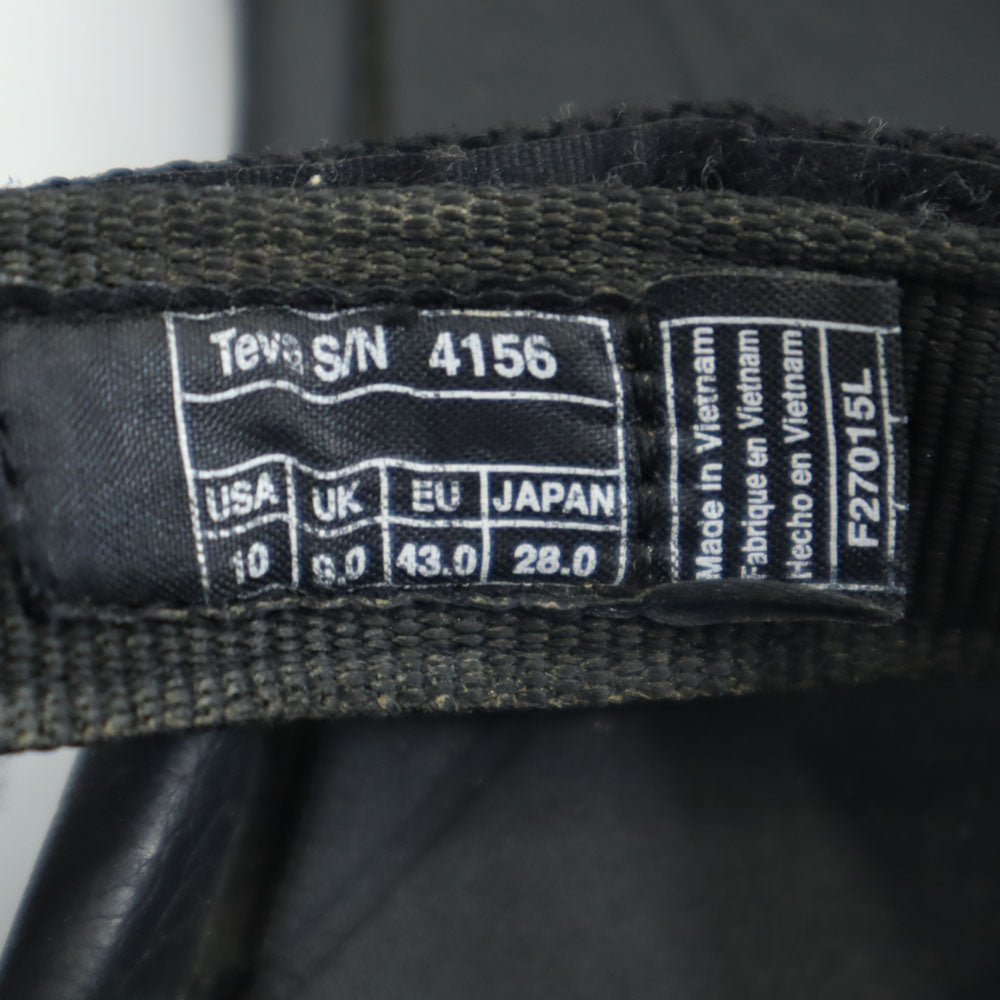 Teva S/N 4156
USA UK EU JAPAN
10 9.0 43.0 28.0
Made in Vietnam
Fabrique en Vietnam
Hecho en Vietnam
F27015L